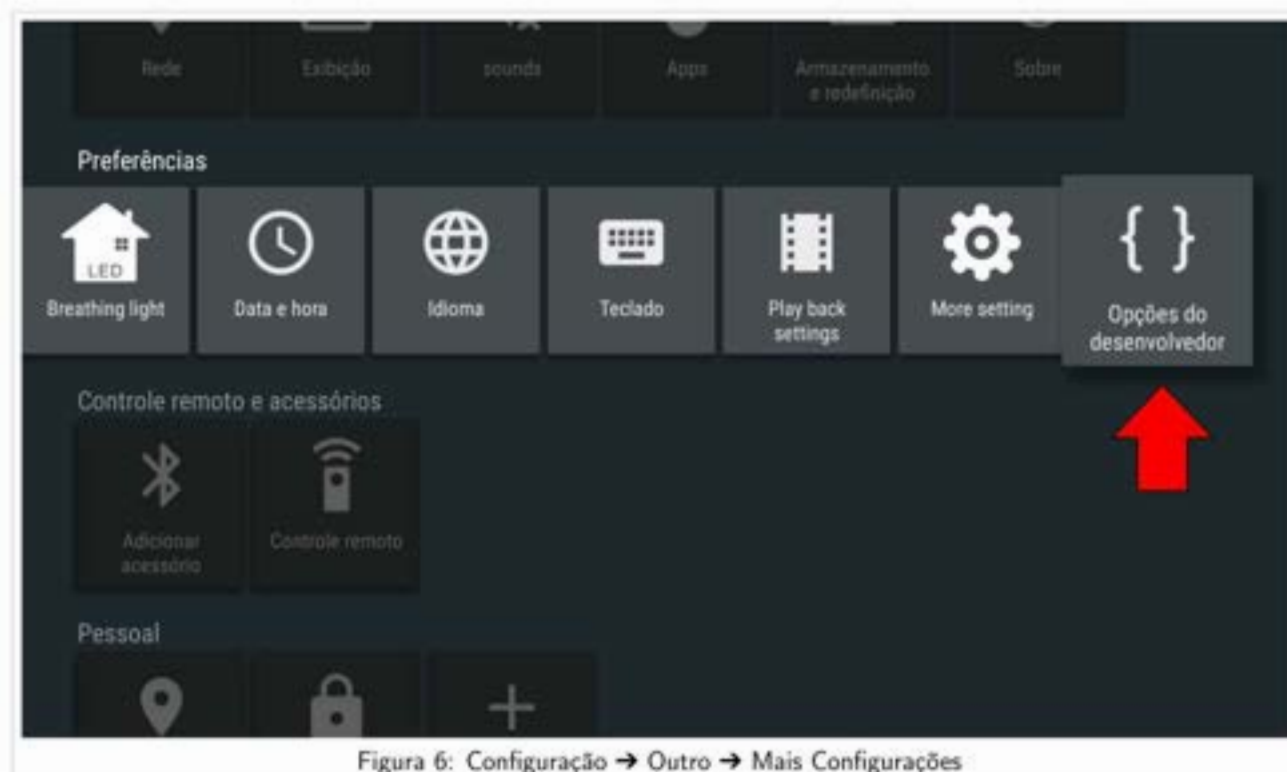 Rede
Exibição
sounds
Apps
Armazenamento
e redefinição
Sobre
Preferências
LED
Breathing light
Data e hora
Idioma
Teclado
Play back
settings
More setting
{ }
Opções do
desenvolvedor
Controle remoto e acessórios
Adicionar
acessório
Controle remoto
Pessoal
Figura 6: Configuração → Outro → Mais Configurações